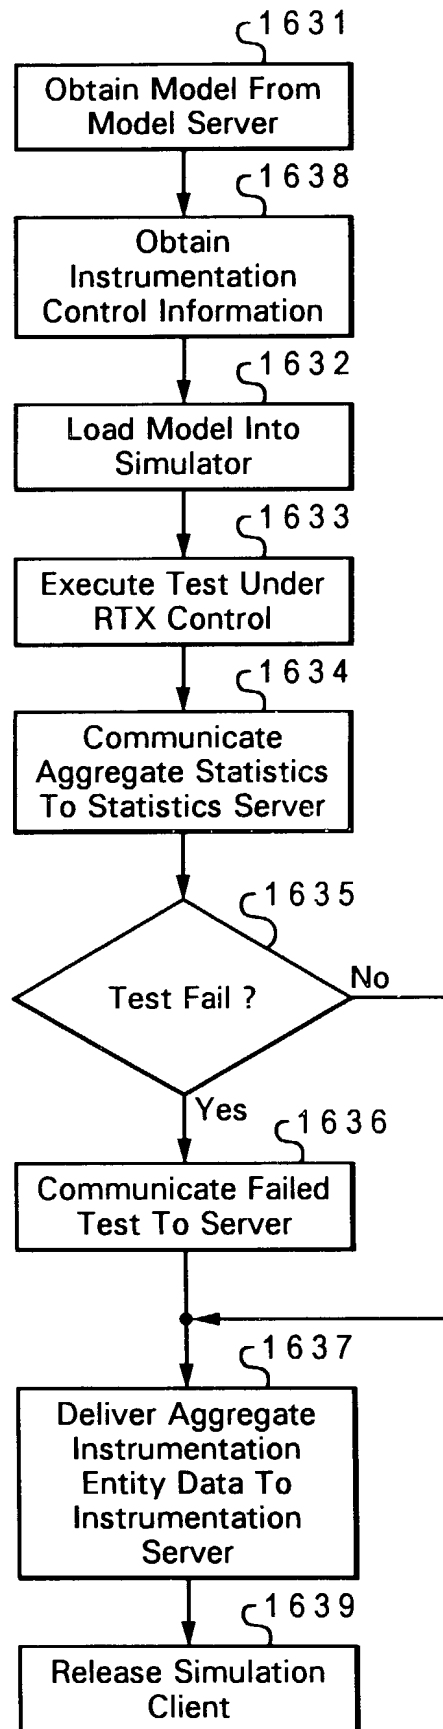 1631
Obtain Model From
Model Server
1638
Obtain
Instrumentation
Control Information
1632
Load Model Into
Simulator
1633
Execute Test Under
RTX Control
1634
Communicate
Aggregate Statistics
To Statistics Server
1635
Test Fail ?
No
Yes
1636
Communicate Failed
Test To Server
1637
Deliver Aggregate
Instrumentation
Entity Data To
Instrumentation
Server
1639
Release Simulation
Client